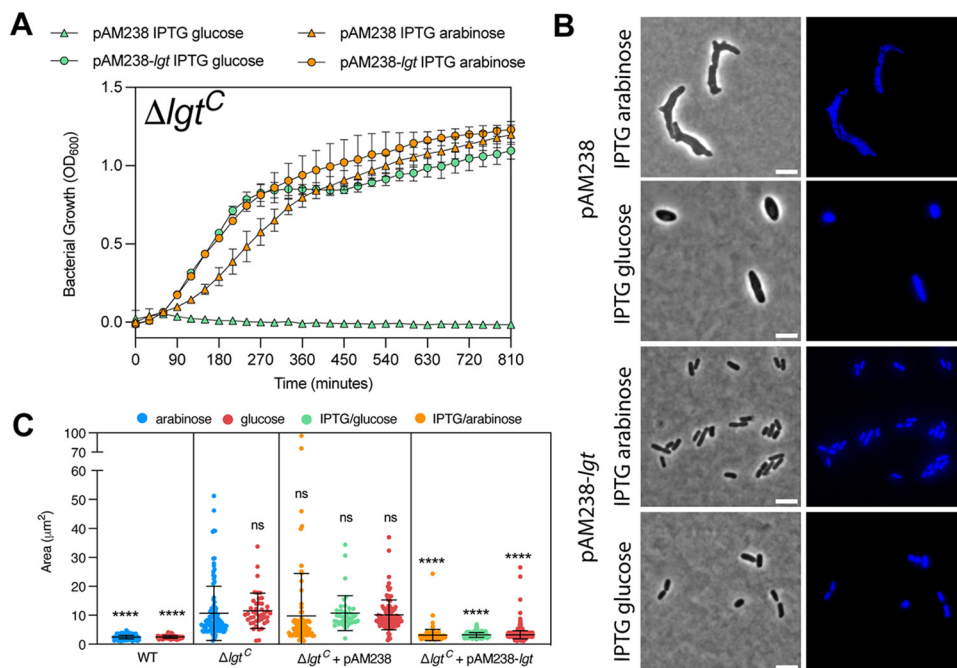 A
pAM238 IPTG glucose
pAM238 IPTG arabinose
pAM238-lgt IPTG glucose
pAM238-lgt IPTG arabinose
ΔlgtC
Bacterial Growth (OD600)
1.5
1.0
0.5
0.0
0 90 180 270 360 450 540 630 720 810
Time (minutes)
B
pAM238
IPTG arabinose
IPTG glucose
pAM238-lgt
IPTG arabinose
IPTG glucose
C
arabinose
glucose
IPTG/glucose
IPTG/arabinose
Area (μm²)
100
70
60
50
40
30
20
10
0
**** ****
ns
ns ns ns
**** **** ****
WT
ΔlgtC
ΔlgtC + pAM238
ΔlgtC + pAM238-lgt